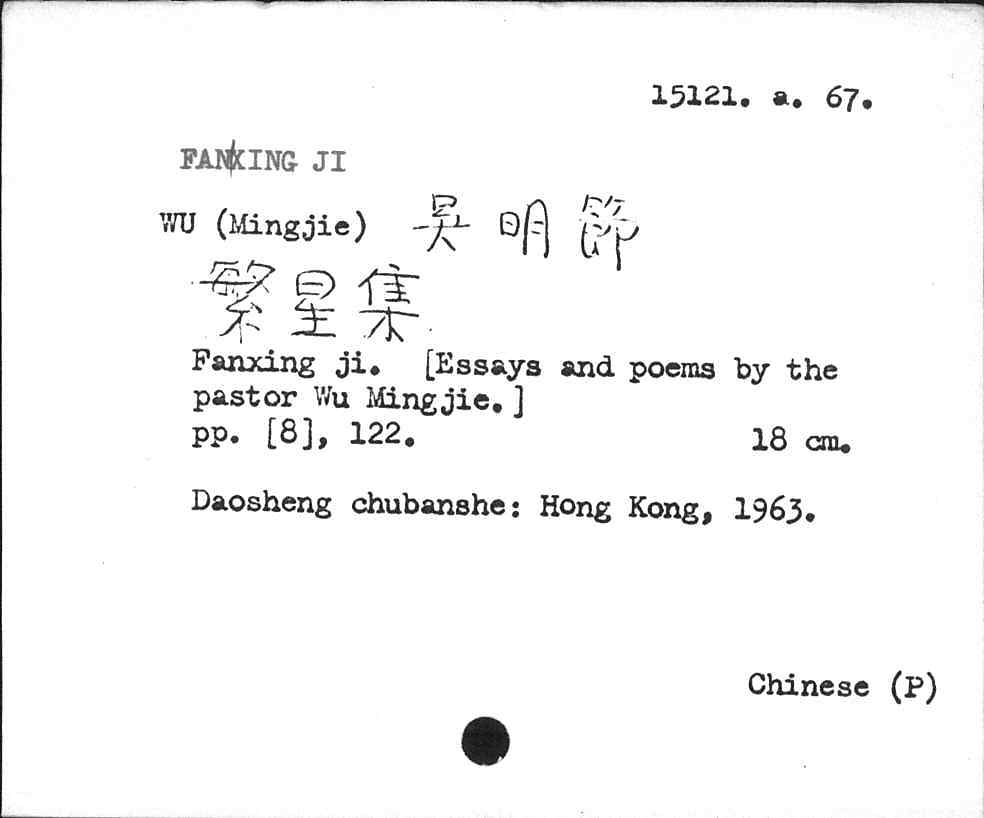 15121. a. 67.
FANXING JI
WU (Mingjie) 吳明節
繁星集
Fanxing ji. [Essays and poems by the
pastor Wu Mingjie.]
pp. [8], 122. 18 cm.
Daosheng chubanshe: Hong Kong, 1963.
Chinese (P)